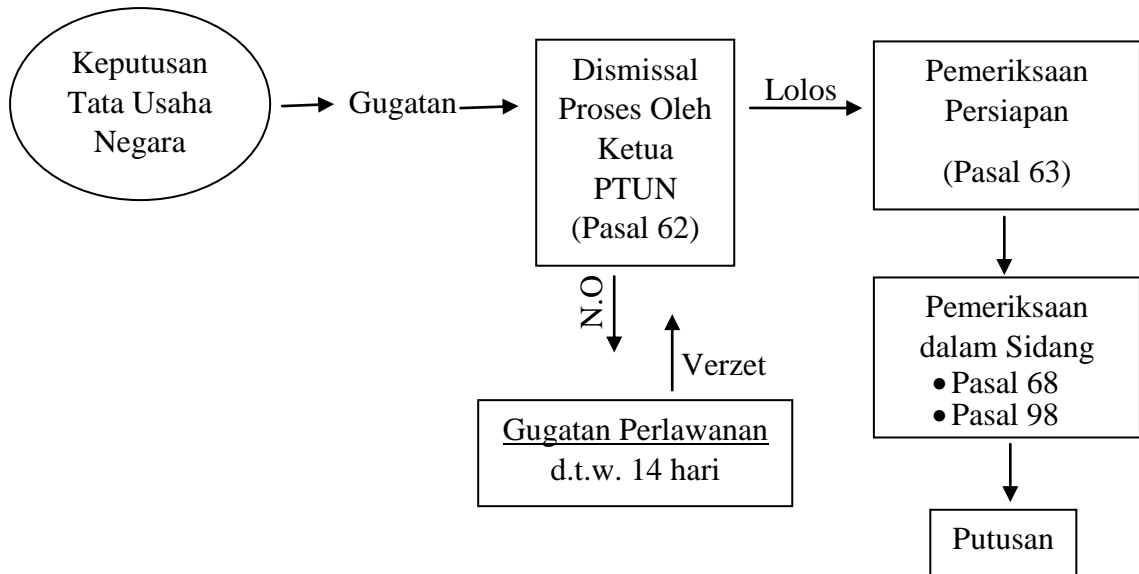 Keputusan
Tata Usaha
Negara
Gugatan
Dismissal
Proses Oleh
Ketua
PTUN
(Pasal 62)
Lolos
Pemeriksaan
Persiapan
(Pasal 63)
N.O
Verzet
Gugatan Perlawanan
d.t.w. 14 hari
Pemeriksaan
dalam Sidang
• Pasal 68
• Pasal 98
Putusan